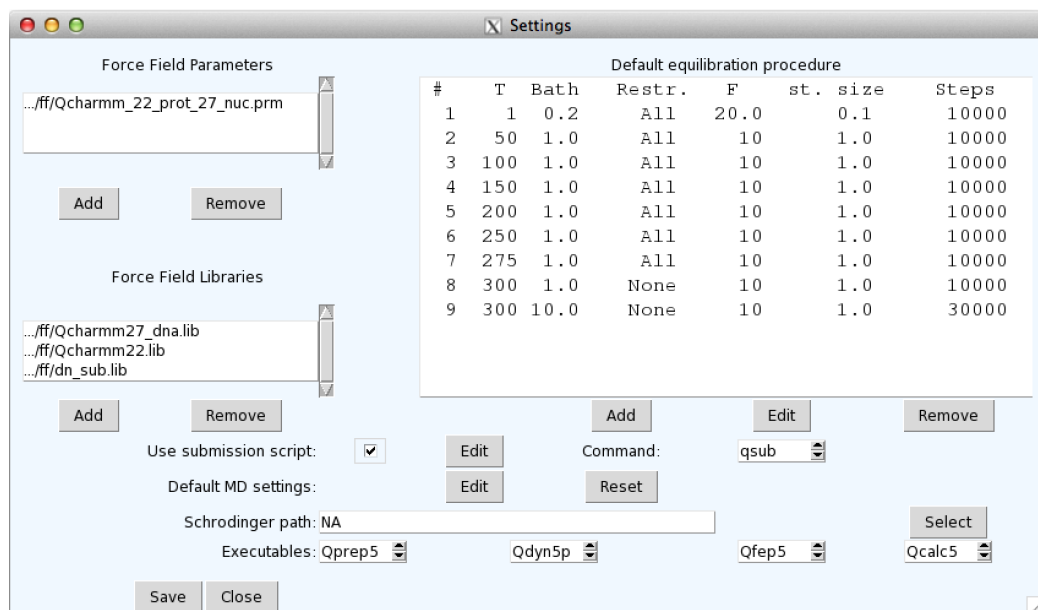 Settings
Force Field Parameters
.../ff/Qcharmm_22_prot_27_nuc.prm
Add Remove
Force Field Libraries
.../ff/Qcharmm27_dna.lib
.../ff/Qcharmm22.lib
.../ff/dn_sub.lib
Add Remove
Default equilibration procedure
# T Bath Restr. F st. size Steps
1 1 0.2 All 20.0 0.1 10000
2 50 1.0 All 10 1.0 10000
3 100 1.0 All 10 1.0 10000
4 150 1.0 All 10 1.0 10000
5 200 1.0 All 10 1.0 10000
6 250 1.0 All 10 1.0 10000
7 275 1.0 All 10 1.0 10000
8 300 1.0 None 10 1.0 10000
9 300 10.0 None 10 1.0 30000
Add Edit Remove
Use submission script: Edit Command: qsub
Default MD settings: Edit Reset
Schrodinger path: NA Select
Executables: Qprep5 Qdyn5p Qfep5 Qcalc5
Save Close